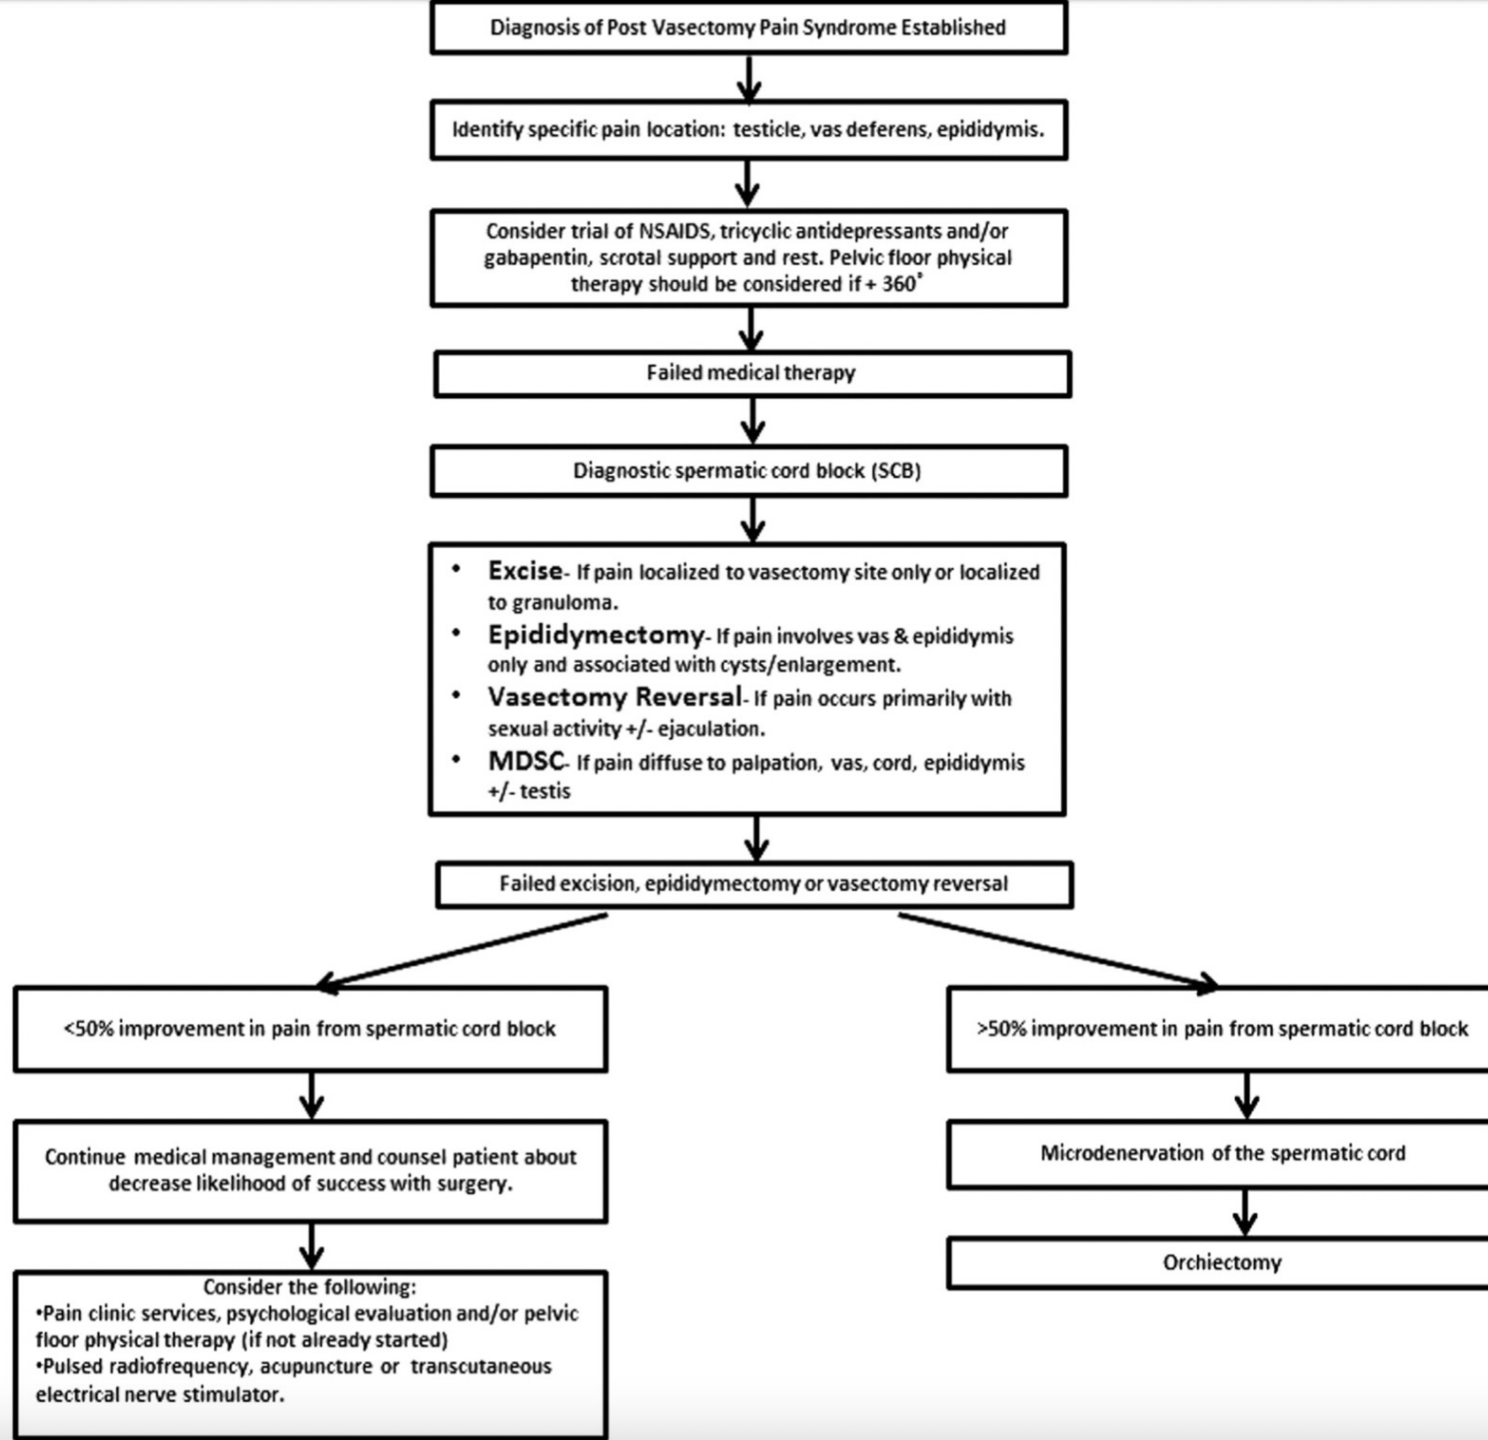 Diagnosis of Post Vasectomy Pain Syndrome Established
Identify specific pain location: testicle, vas deferens, epididymis.
Consider trial of NSAIDS, tricyclic antidepressants and/or
gabapentin, scrotal support and rest. Pelvic floor physical
therapy should be considered if + 360°
Failed medical therapy
Diagnostic spermatic cord block (SCB)
• Excise- If pain localized to vasectomy site only or localized
to granuloma.
• Epididymectomy- If pain involves vas & epididymis
only and associated with cysts/enlargement.
• Vasectomy Reversal- If pain occurs primarily with
sexual activity +/- ejaculation.
• MDSC- If pain diffuse to palpation, vas, cord, epididymis
+/- testis
Failed excision, epididymectomy or vasectomy reversal
<50% improvement in pain from spermatic cord block
Continue medical management and counsel patient about
decrease likelihood of success with surgery.
Consider the following:
•Pain clinic services, psychological evaluation and/or pelvic
floor physical therapy (if not already started)
•Pulsed radiofrequency, acupuncture or transcutaneous
electrical nerve stimulator.
>50% improvement in pain from spermatic cord block
Microdenervation of the spermatic cord
Orchiectomy